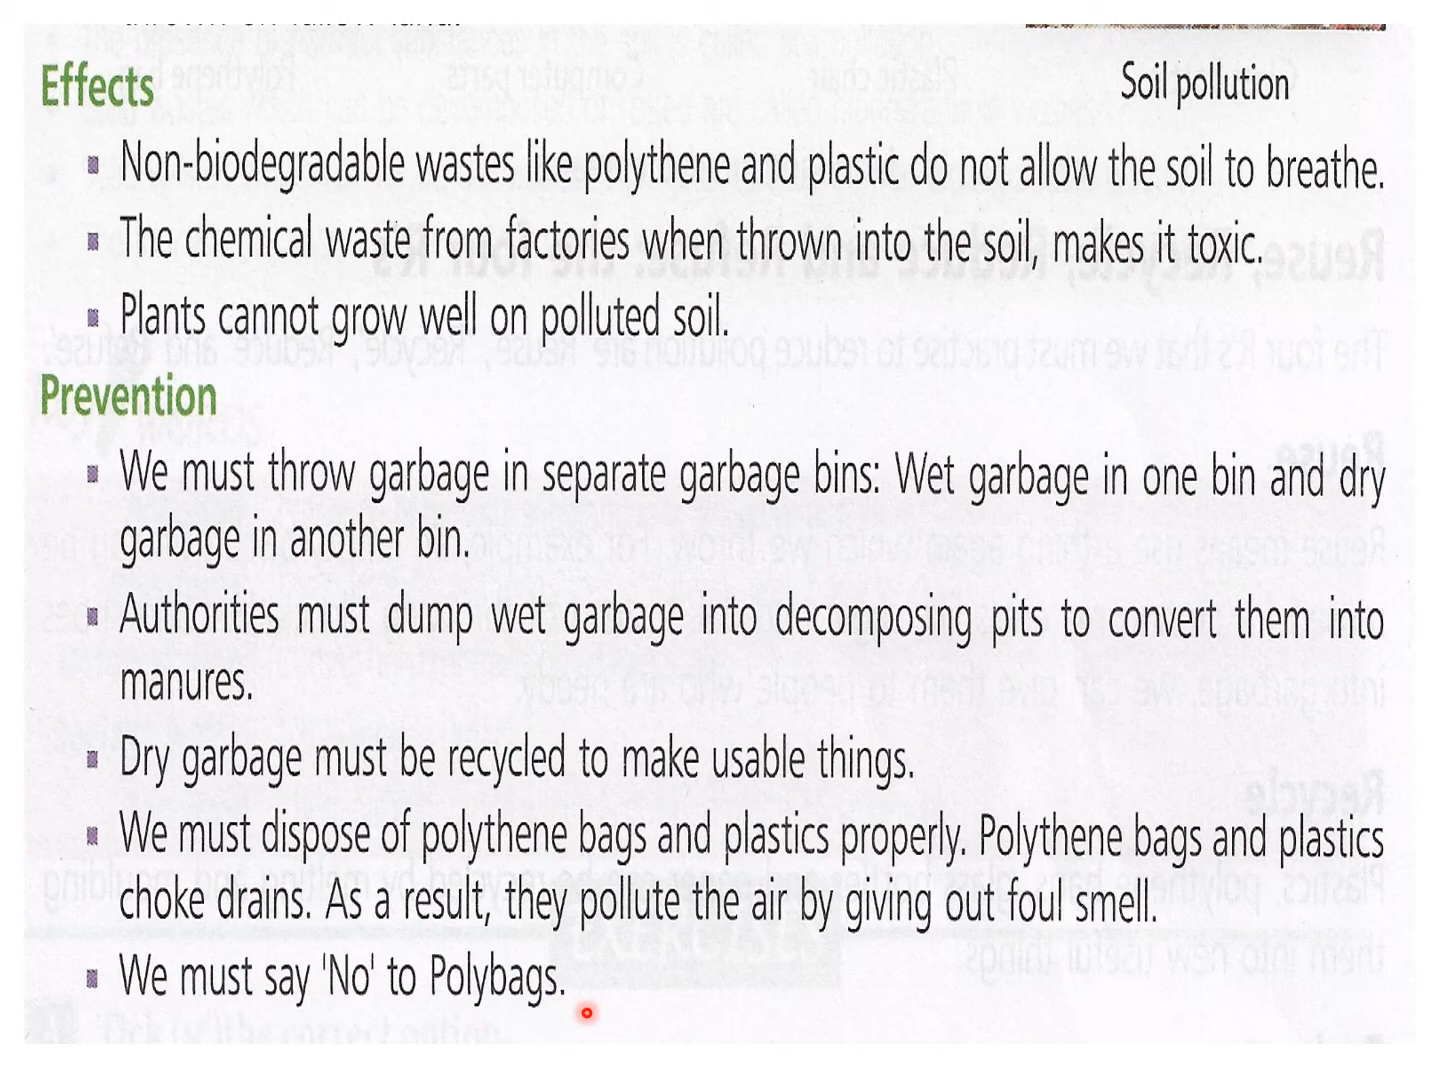 Soil pollution
Effects
▪ Non-biodegradable wastes like polythene and plastic do not allow the soil to breathe.
▪ The chemical waste from factories when thrown into the soil, makes it toxic.
▪ Plants cannot grow well on polluted soil.
Prevention
▪ We must throw garbage in separate garbage bins: Wet garbage in one bin and dry
garbage in another bin.
▪ Authorities must dump wet garbage into decomposing pits to convert them into
manures.
▪ Dry garbage must be recycled to make usable things.
▪ We must dispose of polythene bags and plastics properly. Polythene bags and plastics
choke drains. As a result, they pollute the air by giving out foul smell.
▪ We must say 'No' to Polybags.